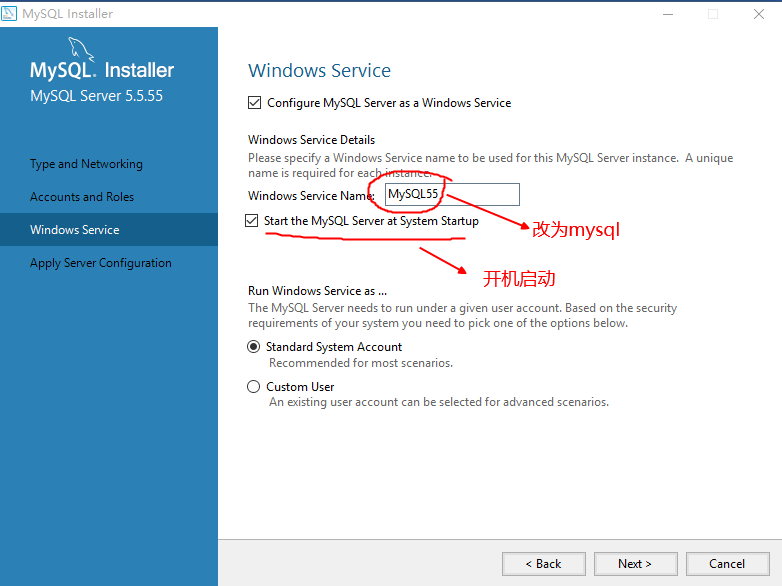 MySQL Installer
MySQL. Installer
MySQL Server 5.5.55
Type and Networking
Accounts and Roles
Windows Service
Apply Server Configuration
Windows Service
Configure MySQL Server as a Windows Service
Windows Service Details
Please specify a Windows Service name to be used for this MySQL Server instance. A unique
name is required for each instance.
Windows Service Name: MySQL55
改为mysql
Start the MySQL Server at System Startup
开机启动
Run Windows Service as ...
The MySQL Server needs to run under a given user account. Based on the security
requirements of your system you need to pick one of the options below.
Standard System Account
Recommended for most scenarios.
Custom User
An existing user account can be selected for advanced scenarios.
< Back
Next >
Cancel